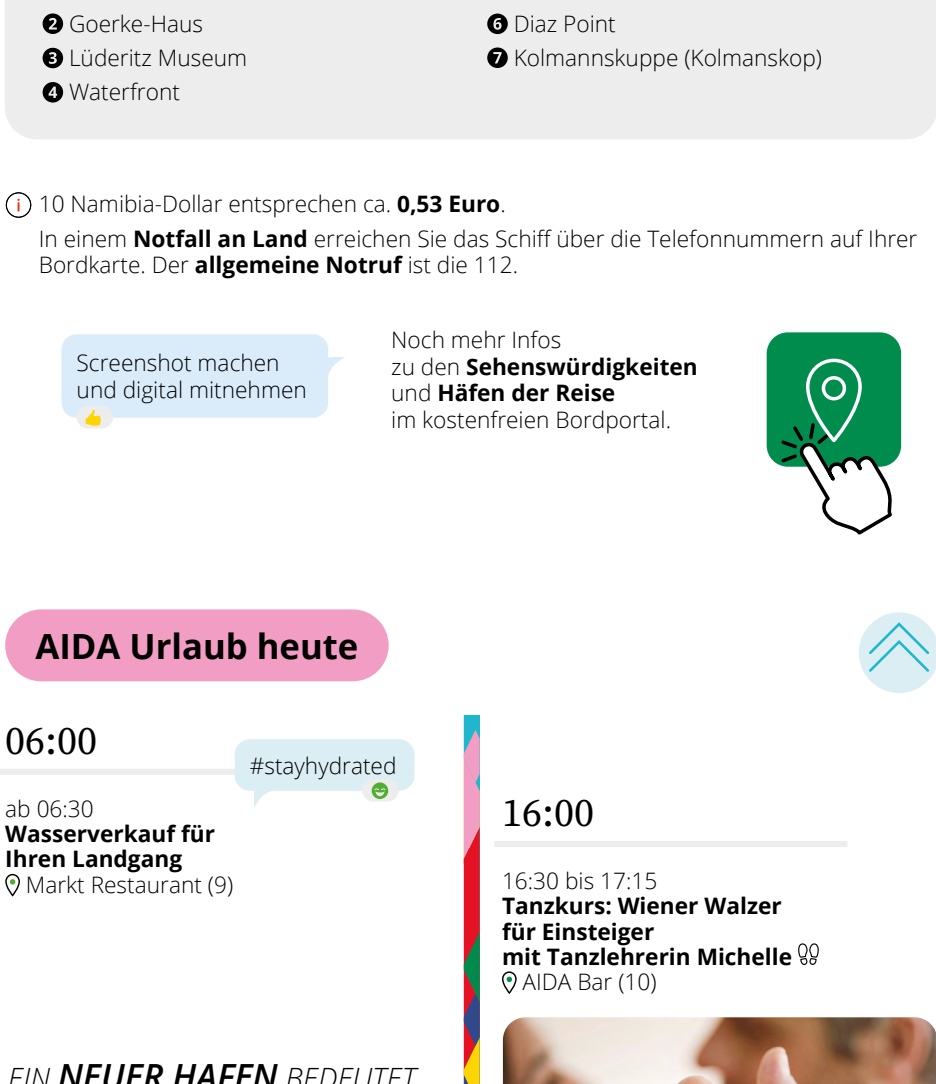 ❷ Goerke-Haus
❸ Lüderitz Museum
❹ Waterfront
❻ Diaz Point
❼ Kolmannskuppe (Kolmanskop)
i 10 Namibia-Dollar entsprechen ca. 0,53 Euro.
In einem Notfall an Land erreichen Sie das Schiff über die Telefonnummern auf Ihrer
Bordkarte. Der allgemeine Notruf ist die 112.
Screenshot machen
und digital mitnehmen
Noch mehr Infos
zu den Sehenswürdigkeiten
und Häfen der Reise
im kostenfreien Bordportal.
AIDA Urlaub heute
06:00
#stayhydrated
ab 06:30
Wasserverkauf für
Ihren Landgang
Markt Restaurant (9)
EIN NEUER HAFEN BEDEUTET
16:00
16:30 bis 17:15
Tanzkurs: Wiener Walzer
für Einsteiger
mit Tanzlehrerin Michelle
AIDA Bar (10)